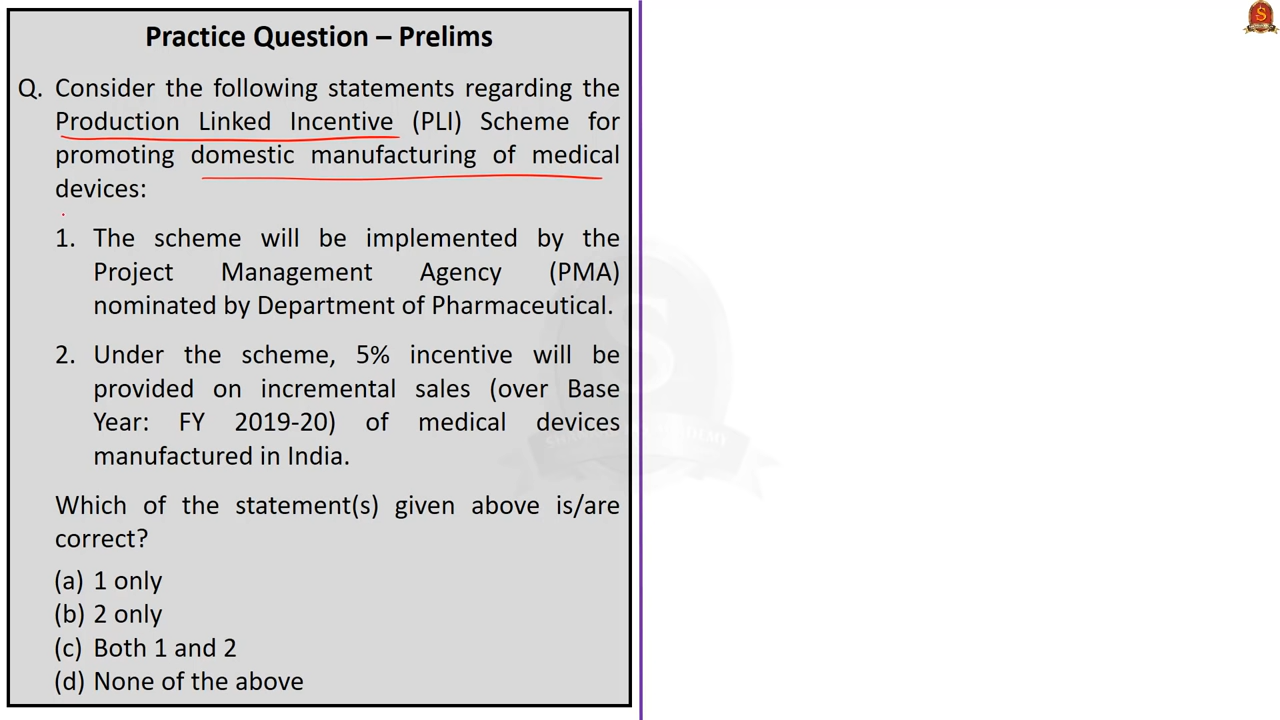 Practice Question – Prelims
Q. Consider the following statements regarding the
Production Linked Incentive (PLI) Scheme for
promoting domestic manufacturing of medical
devices:
1. The scheme will be implemented by the
Project Management Agency (PMA)
nominated by Department of Pharmaceutical.
2. Under the scheme, 5% incentive will be
provided on incremental sales (over Base
Year: FY 2019-20) of medical devices
manufactured in India.
Which of the statement(s) given above is/are
correct?
(a) 1 only
(b) 2 only
(c) Both 1 and 2
(d) None of the above